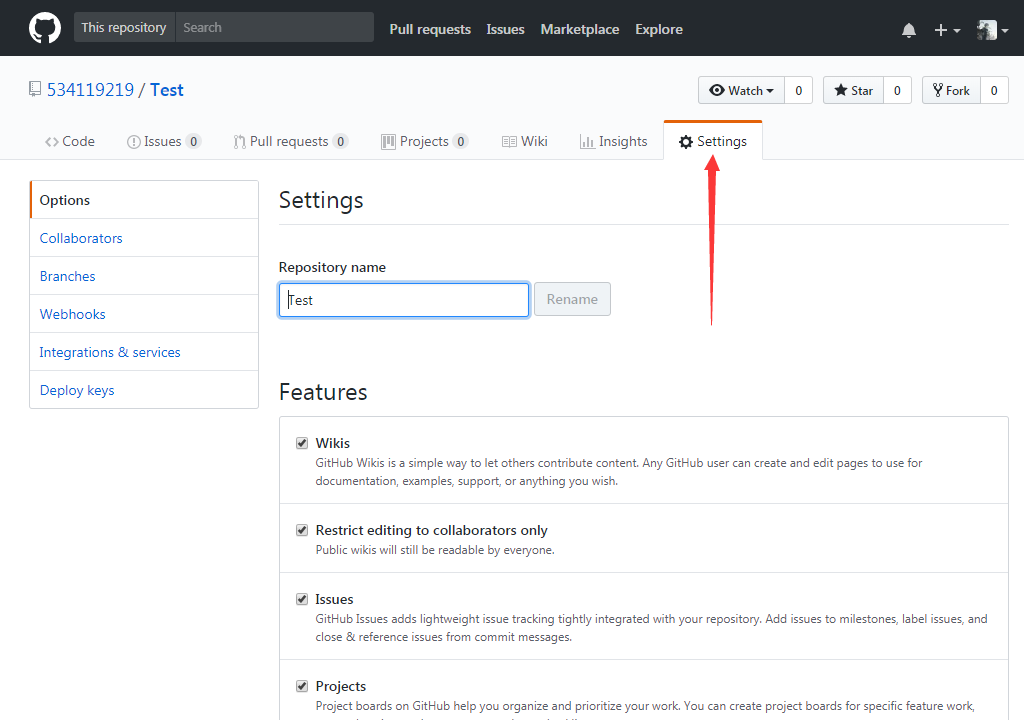 This repository Search Pull requests Issues Marketplace Explore
534119219 / Test Watch 0 Star 0 Fork 0
Code Issues 0 Pull requests 0 Projects 0 Wiki Insights Settings
Options
Collaborators
Branches
Webhooks
Integrations & services
Deploy keys
Settings
Repository name
Test Rename
Features
Wikis
GitHub Wikis is a simple way to let others contribute content. Any GitHub user can create and edit pages to use for
documentation, examples, support, or anything you wish.
Restrict editing to collaborators only
Public wikis will still be readable by everyone.
Issues
GitHub Issues adds lightweight issue tracking tightly integrated with your repository. Add issues to milestones, label issues, and
close & reference issues from commit messages.
Projects
Project boards on GitHub help you organize and prioritize your work. You can create project boards for specific feature work,